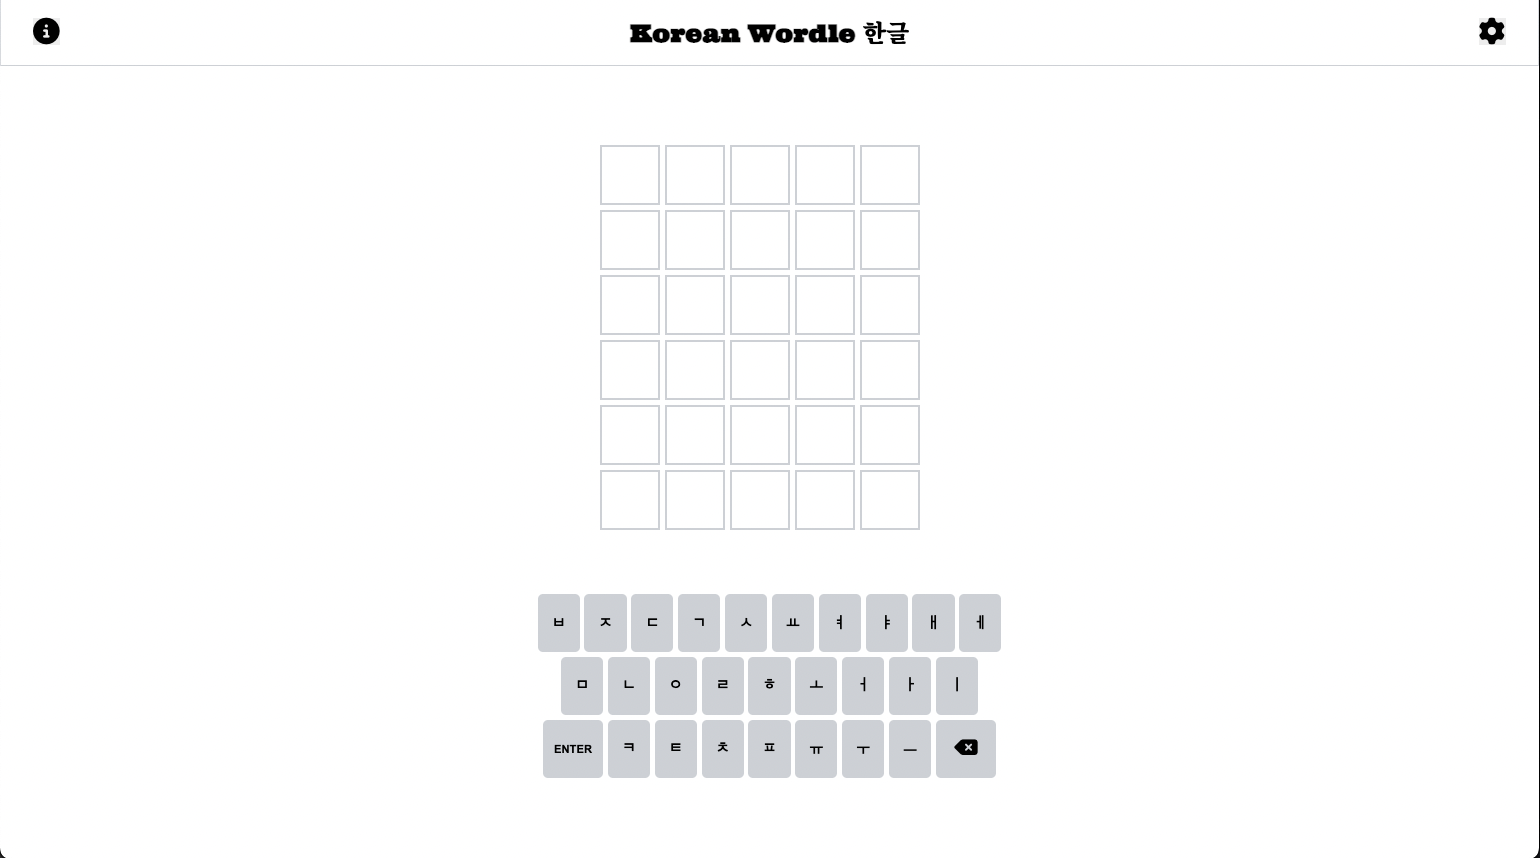 Korean Wordle 한글
ㅂ ㅈ ㄷ ㄱ ㅅ ㅛ ㅕ ㅑ ㅐ ㅔ
ㅁ ㄴ ㅇ ㄹ ㅎ ㅗ ㅓ ㅏ ㅣ
ENTER ㅋ ㅌ ㅊ ㅍ ㅠ ㅜ ㅡ